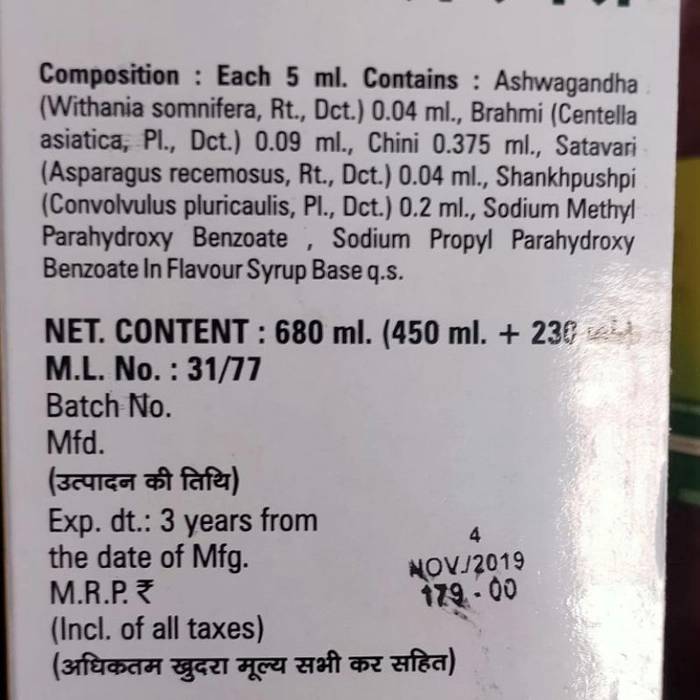 Composition : Each 5 ml. Contains : Ashwagandha
(Withania somnifera, Rt., Dct.) 0.04 ml., Brahmi (Centella
asiatica, Pl., Dct.) 0.09 ml., Chini 0.375 ml., Satavari
(Asparagus recemosus, Rt., Dct.) 0.04 ml., Shankhpushpi
(Convolvulus pluricaulis, Pl., Dct.) 0.2 ml., Sodium Methyl
Parahydroxy Benzoate , Sodium Propyl Parahydroxy
Benzoate In Flavour Syrup Base q.s.
NET. CONTENT : 680 ml. (450 ml. + 230
M.L. No. : 31/77
Batch No.
Mfd.
(उत्पादन की तिथि)
Exp. dt.: 3 years from
the date of Mfg.
M.R.P. ₹
(Incl. of all taxes)
(अधिकतम खुदरा मूल्य सभी कर सहित)
4
NOV/2019
179-00